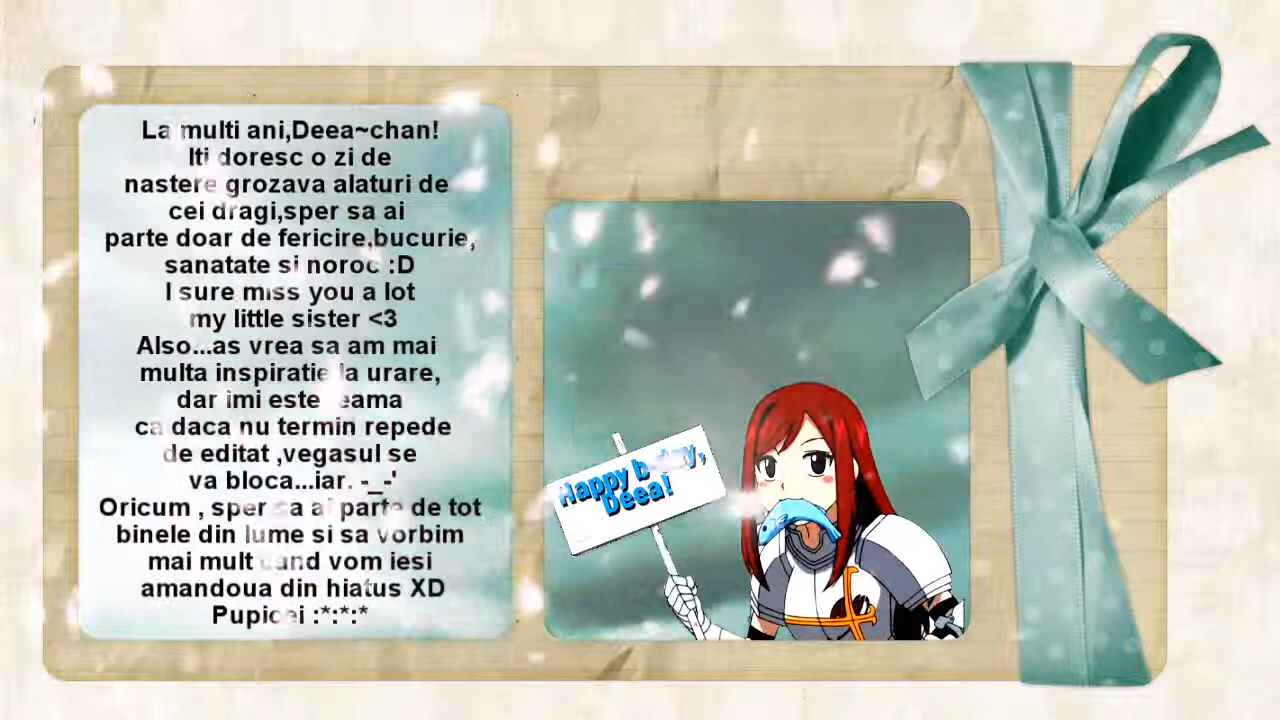 La multi ani,Deea~chan!
Iti doresc o zi de
nastere grozava alaturi de
cei dragi,sper sa ai
parte doar de fericire,bucurie,
sanatate si noroc :D
I sure miss you a lot
my little sister <3
Also...as vrea sa am mai
multa inspiratie la urare,
dar imi este teama
ca daca nu termin repede
de editat ,vegasul se
va bloca...iar. -_-'
Oricum , sper sa ai parte de tot
binele din lume si sa vorbim
mai mult cand vom iesi
amandoua din hiatus XD
Pupicei :*:*:*
Happy
Deea!